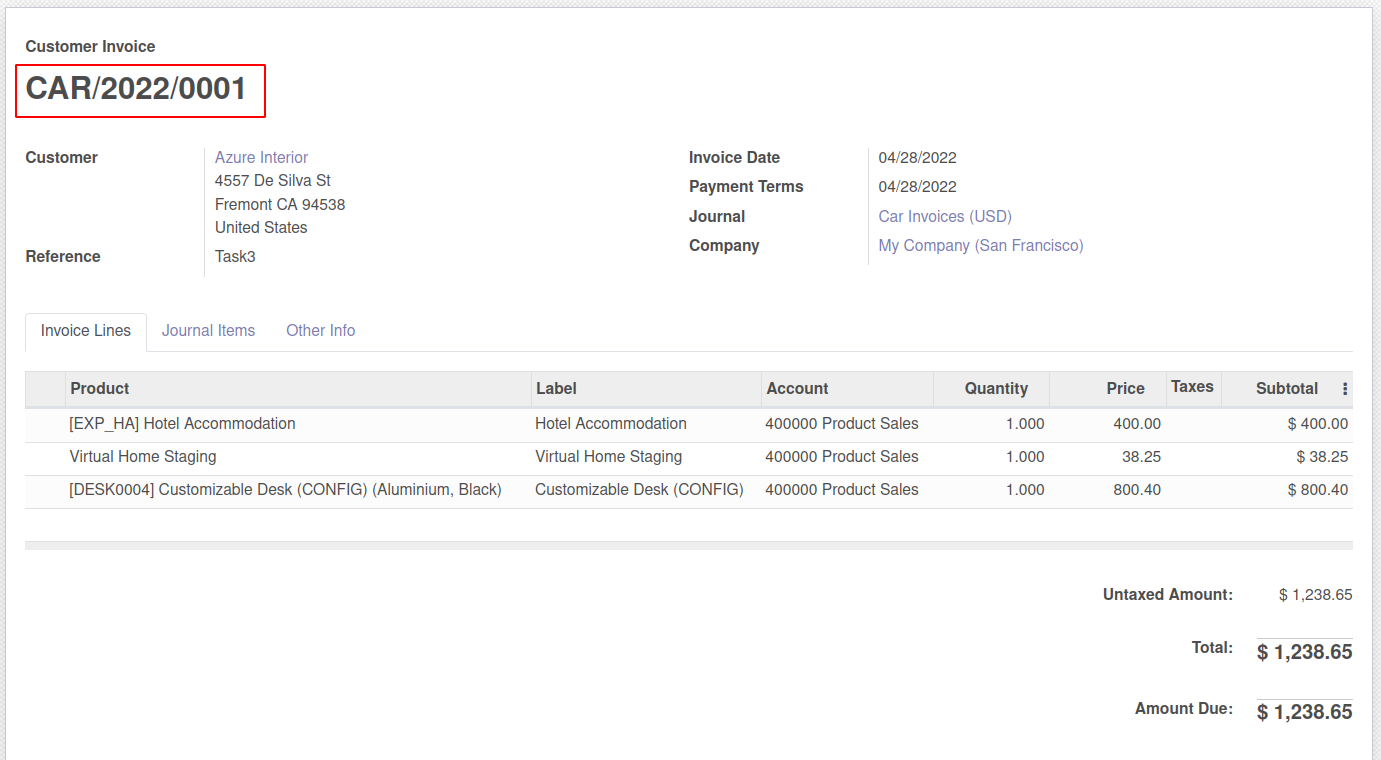 Customer Invoice
CAR/2022/0001
Customer Azure Interior
4557 De Silva St
Fremont CA 94538
United States
Reference Task3
Invoice Date 04/28/2022
Payment Terms 04/28/2022
Journal Car Invoices (USD)
Company My Company (San Francisco)
Invoice Lines Journal Items Other Info
Product Label Account Quantity Price Taxes Subtotal
[EXP_HA] Hotel Accommodation Hotel Accommodation 400000 Product Sales 1.000 400.00 $ 400.00
Virtual Home Staging Virtual Home Staging 400000 Product Sales 1.000 38.25 $ 38.25
[DESK0004] Customizable Desk (CONFIG) (Aluminium, Black) Customizable Desk (CONFIG) 400000 Product Sales 1.000 800.40 $ 800.40
Untaxed Amount: $ 1,238.65
Total: $ 1,238.65
Amount Due: $ 1,238.65